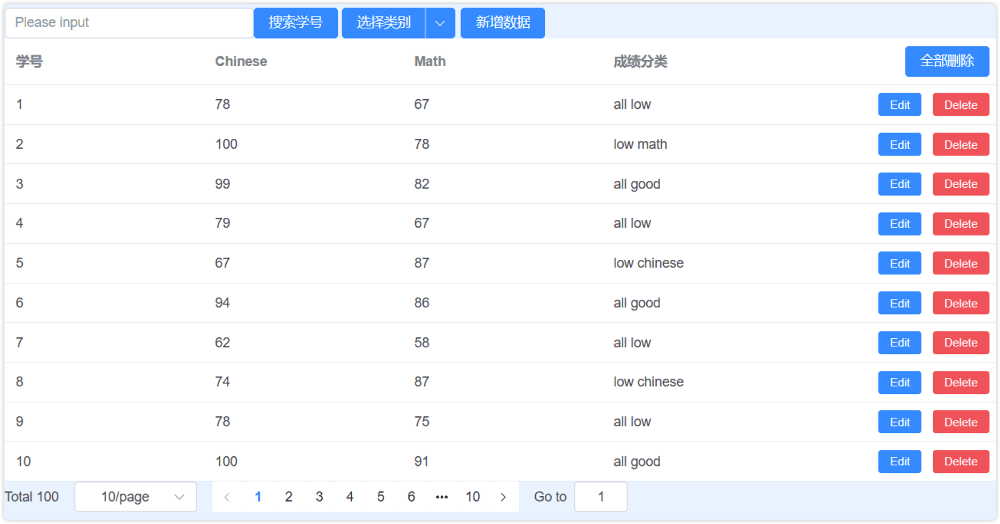 Please input 搜索学号 选择类别 新增数据
学号 Chinese Math 成绩分类 全部删除
1 78 67 all low Edit Delete
2 100 78 low math Edit Delete
3 99 82 all good Edit Delete
4 79 67 all low Edit Delete
5 67 87 low chinese Edit Delete
6 94 86 all good Edit Delete
7 62 58 all low Edit Delete
8 74 87 low chinese Edit Delete
9 78 75 all low Edit Delete
10 100 91 all good Edit Delete
Total 100 10/page < 1 2 3 4 5 6 ••• 10 > Go to 1